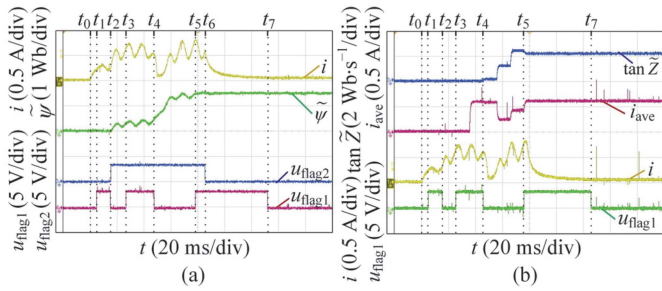 t0 t1 t2 t3 t4 t5 t6 t7
i (0.5 A/div)
ψ̃ (1 Wb/div)
uflag1 (5 V/div)
uflag2 (5 V/div)
i
ψ̃
uflag2
uflag1
t (20 ms/div)
(a)
t0 t1 t2 t3 t4 t5 t7
tan Z̃ (2 Wb·s⁻¹/div)
iave (0.5 A/div)
i (0.5 A/div)
uflag1 (5 V/div)
tan Z̃
iave
i
uflag1
t (20 ms/div)
(b)